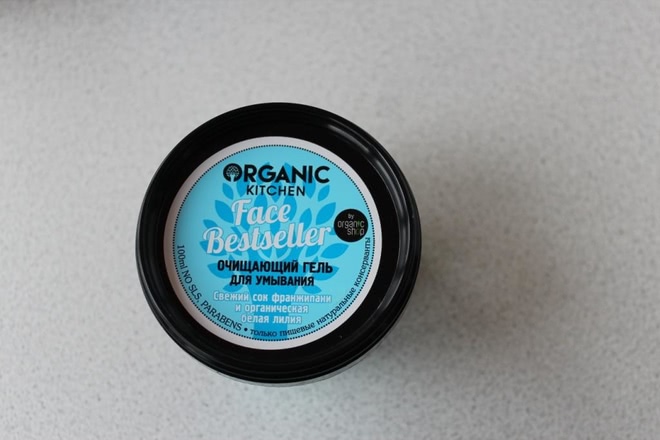 ORGANIC
KITCHEN
Face
Bestseller
by
organic
shop
ОЧИЩАЮЩИЙ ГЕЛЬ
ДЛЯ УМЫВАНИЯ
Свежий сок франжипани
и органическая
белая лилия
100ml NO SLS, PARABENS • только пищевые натуральные консерванты